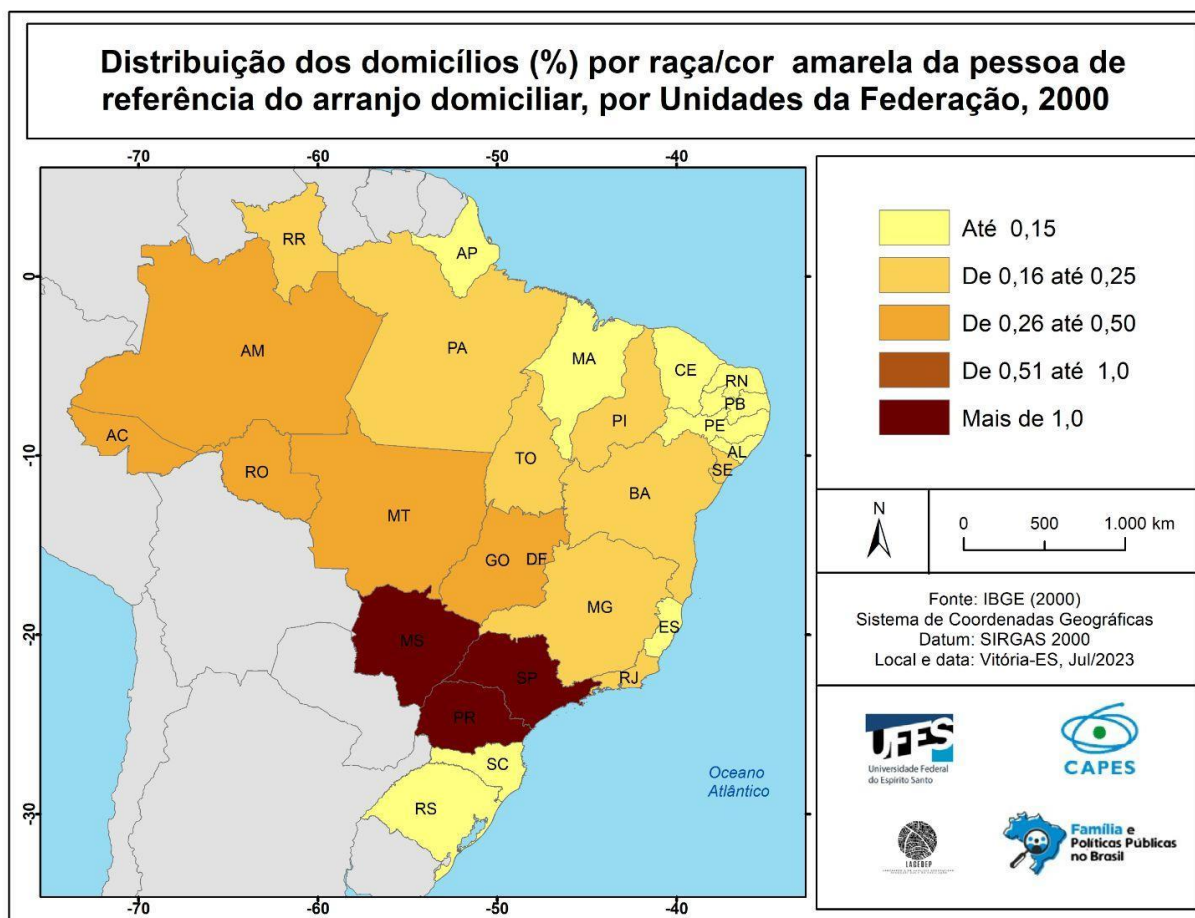 Distribuição dos domicílios (%) por raça/cor amarela da pessoa de
referência do arranjo domiciliar, por Unidades da Federação, 2000
-70
-60
-50
-40
0
-10
-20
-30
RR
AP
AM
PA
MA
CE
RN
PB
PE
AL
SE
PI
AC
RO
TO
BA
MT
GO
DF
MG
ES
MS
SP
RJ
PR
SC
RS
Oceano
Atlântico
-70
-60
-50
-40
0
-10
-20
-30
Até 0,15
De 0,16 até 0,25
De 0,26 até 0,50
De 0,51 até 1,0
Mais de 1,0
N
0 500 1.000 km
Fonte: IBGE (2000)
Sistema de Coordenadas Geográficas
Datum: SIRGAS 2000
Local e data: Vitória-ES, Jul/2023
UFES
Universidade Federal
do Espírito Santo
CAPES
LAGEDEP
Família e
Políticas Públicas
no Brasil